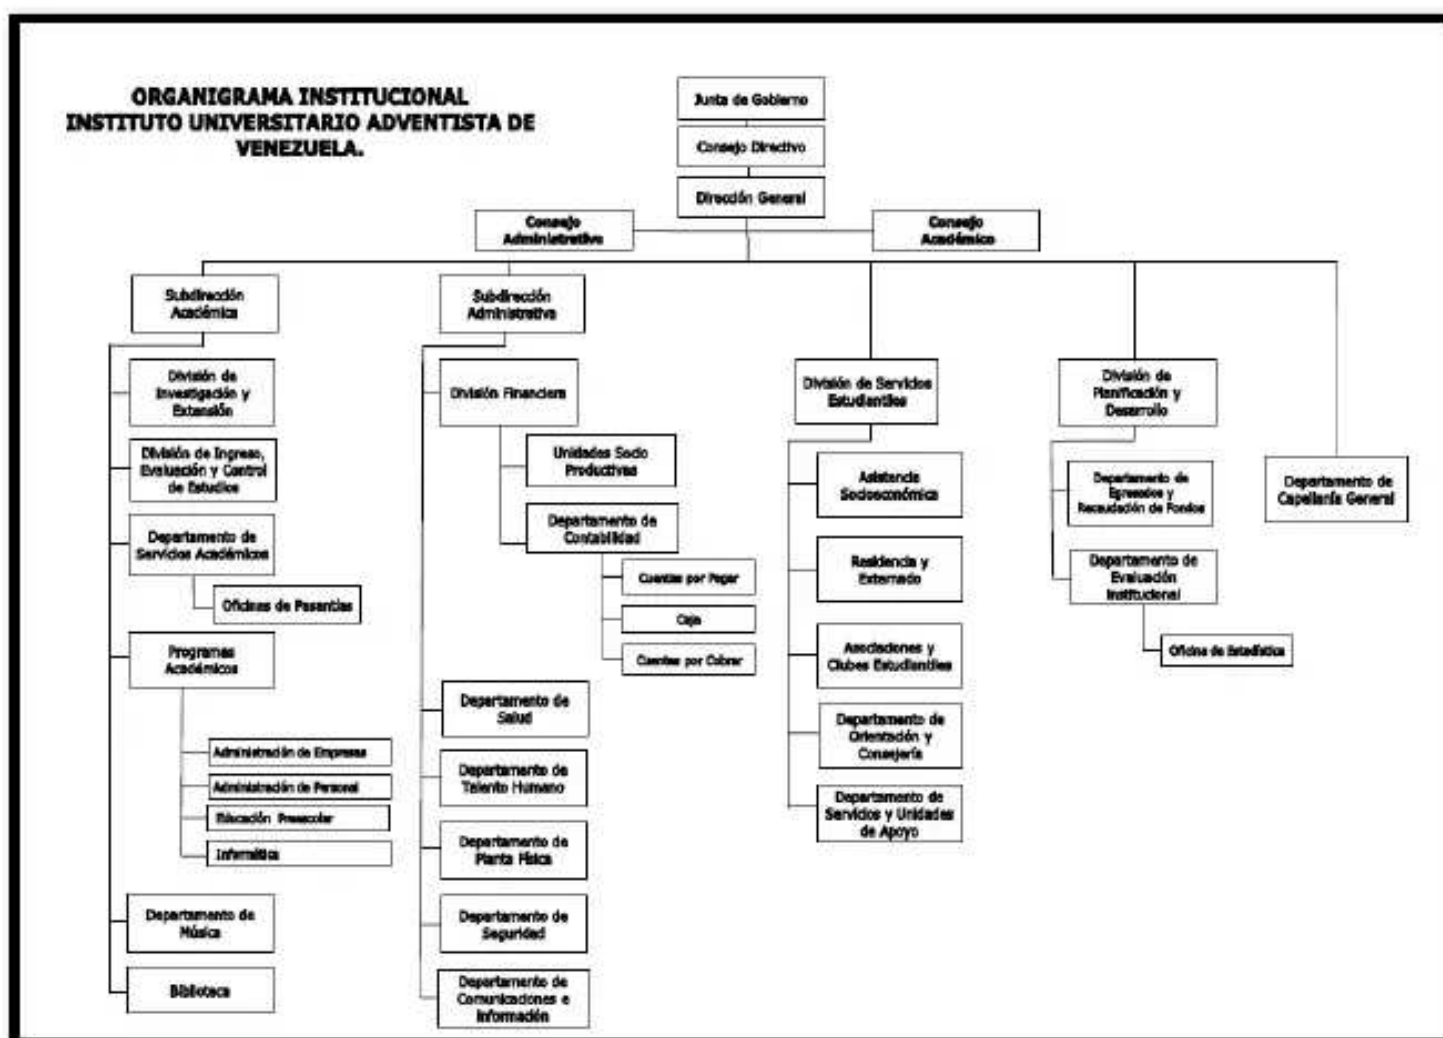 ORGANIGRAMA INSTITUCIONAL
INSTITUTO UNIVERSITARIO ADVENTISTA DE
VENEZUELA.
Junta de Gobierno
Consejo Directivo
Dirección General
Consejo
Administrativo
Consejo
Académico
Subdirección
Académica
División de
Investigación y
Extensión
División de Ingreso,
Evaluación y Control
de Estudios
Departamento de
Servicios Académicos
Oficinas de Pasantías
Programas
Académicos
Administración de Empresas
Administración de Personal
Educación Preescolar
Informática
Departamento de
Música
Biblioteca
Subdirección
Administrativa
División Financiera
Unidades Socio
Productivas
Departamento de
Contabilidad
Cuentas por Pagar
Caja
Cuentas por Cobrar
Departamento de
Salud
Departamento de
Talento Humano
Departamento de
Planta Física
Departamento de
Seguridad
Departamento de
Comunicaciones e
Información
División de Servicios
Estudiantiles
Asistencia
Socioeconómica
Residencia y
Externado
Asociaciones y
Clubes Estudiantiles
Departamento de
Orientación y
Consejería
Departamento de
Servicios y Unidades
de Apoyo
División de
Planificación y
Desarrollo
Departamento de
Egresados y
Recaudación de Fondos
Departamento de
Evaluación
Institucional
Oficina de Estadística
Departamento de
Capellanía General